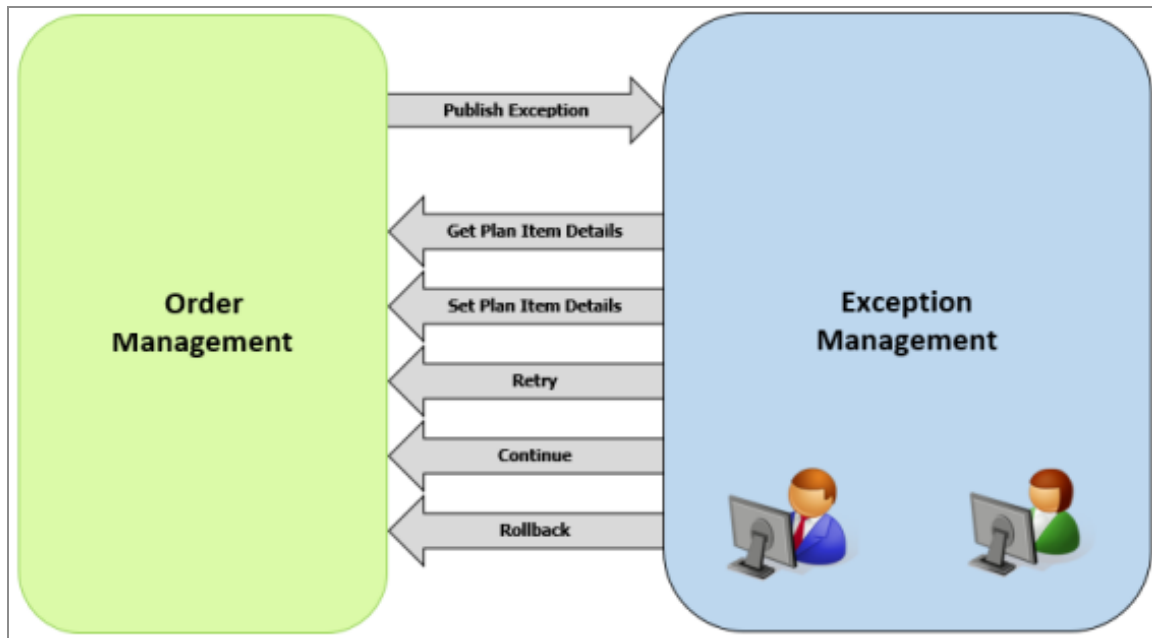 Publish Exception
Get Plan Item Details
Set Plan Item Details
Order
Management
Exception
Management
Retry
Continue
Rollback